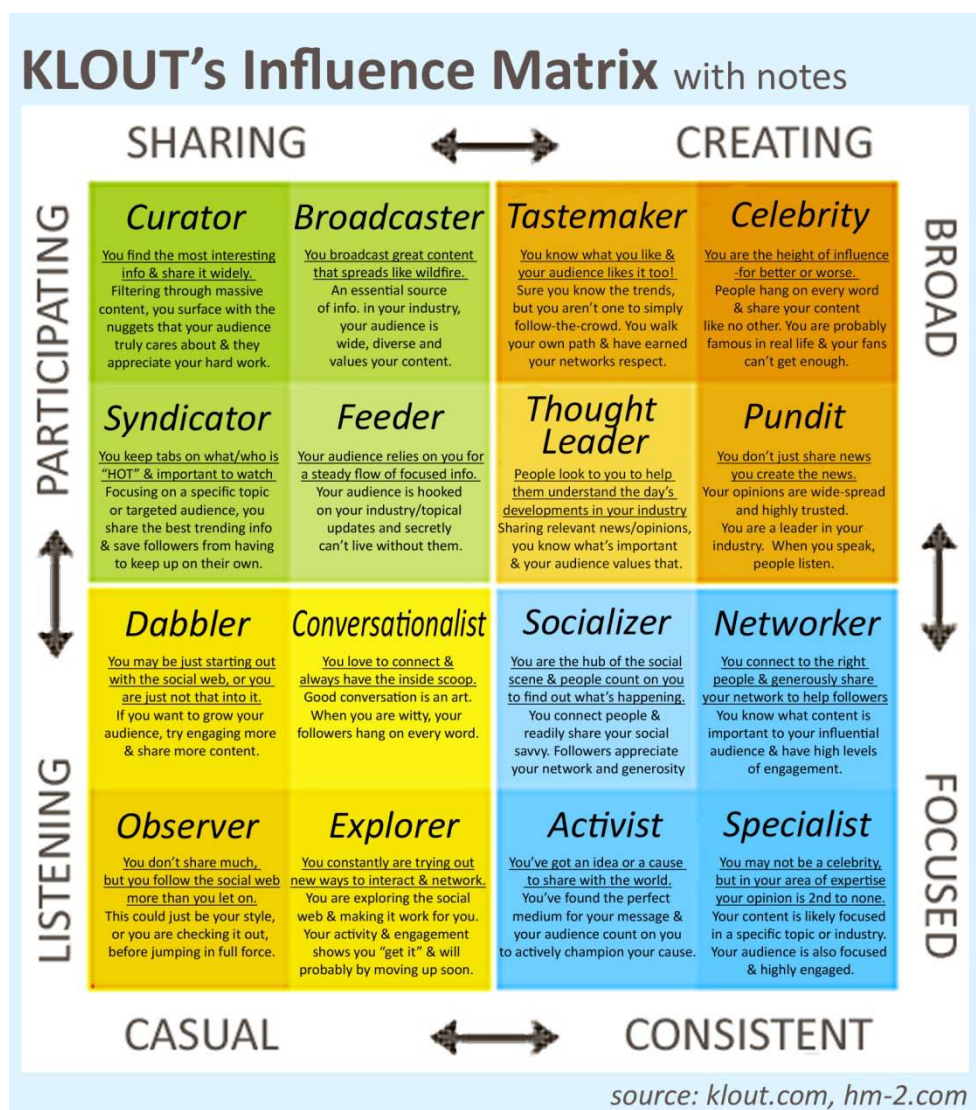 KLOUT's Influence Matrix with notes
SHARING CREATING
PARTICIPATING
LISTENING
BROAD
FOCUSED
Curator
You find the most interesting
info & share it widely.
Filtering through massive
content, you surface with the
nuggets that your audience
truly cares about & they
appreciate your hard work.
Broadcaster
You broadcast great content
that spreads like wildfire.
An essential source
of info. in your industry,
your audience is
wide, diverse and
values your content.
Tastemaker
You know what you like &
your audience likes it too!
Sure you know the trends,
but you aren't one to simply
follow-the-crowd. You walk
your own path & have earned
your networks respect.
Celebrity
You are the height of influence
-for better or worse.
People hang on every word
& share your content
like no other. You are probably
famous in real life & your fans
can't get enough.
Syndicator
You keep tabs on what/who is
"HOT" & important to watch
Focusing on a specific topic
or targeted audience, you
share the best trending info
& save followers from having
to keep up on their own.
Feeder
Your audience relies on you for
a steady flow of focused info.
Your audience is hooked
on your industry/topical
updates and secretly
can't live without them.
Thought
Leader
People look to you to help
them understand the day's
developments in your industry
Sharing relevant news/opinions,
you know what's important
& your audience values that.
Pundit
You don't just share news
you create the news.
Your opinions are wide-spread
and highly trusted.
You are a leader in your
industry. When you speak,
people listen.
Dabbler
You may be just starting out
with the social web, or you
are just not that into it.
If you want to grow your
audience, try engaging more
& share more content.
Conversationalist
You love to connect &
always have the inside scoop.
Good conversation is an art.
When you are witty, your
followers hang on every word.
Socializer
You are the hub of the social
scene & people count on you
to find out what's happening.
You connect people &
readily share your social
savvy. Followers appreciate
your network and generosity
Networker
You connect to the right
people & generously share
your network to help followers
You know what content is
important to your influential
audience & have high levels
of engagement.
Observer
You don't share much,
but you follow the social web
more than you let on.
This could just be your style,
or you are checking it out,
before jumping in full force.
Explorer
You constantly are trying out
new ways to interact & network.
You are exploring the social
web & making it work for you.
Your activity & engagement
shows you "get it" & will
probably by moving up soon.
Activist
You've got an idea or a cause
to share with the world.
You've found the perfect
medium for your message &
your audience count on you
to actively champion your cause.
Specialist
You may not be a celebrity,
but in your area of expertise
your opinion is 2nd to none.
Your content is likely focused
in a specific topic or industry.
Your audience is also focused
& highly engaged.
CASUAL CONSISTENT
source: klout.com, hm-2.com